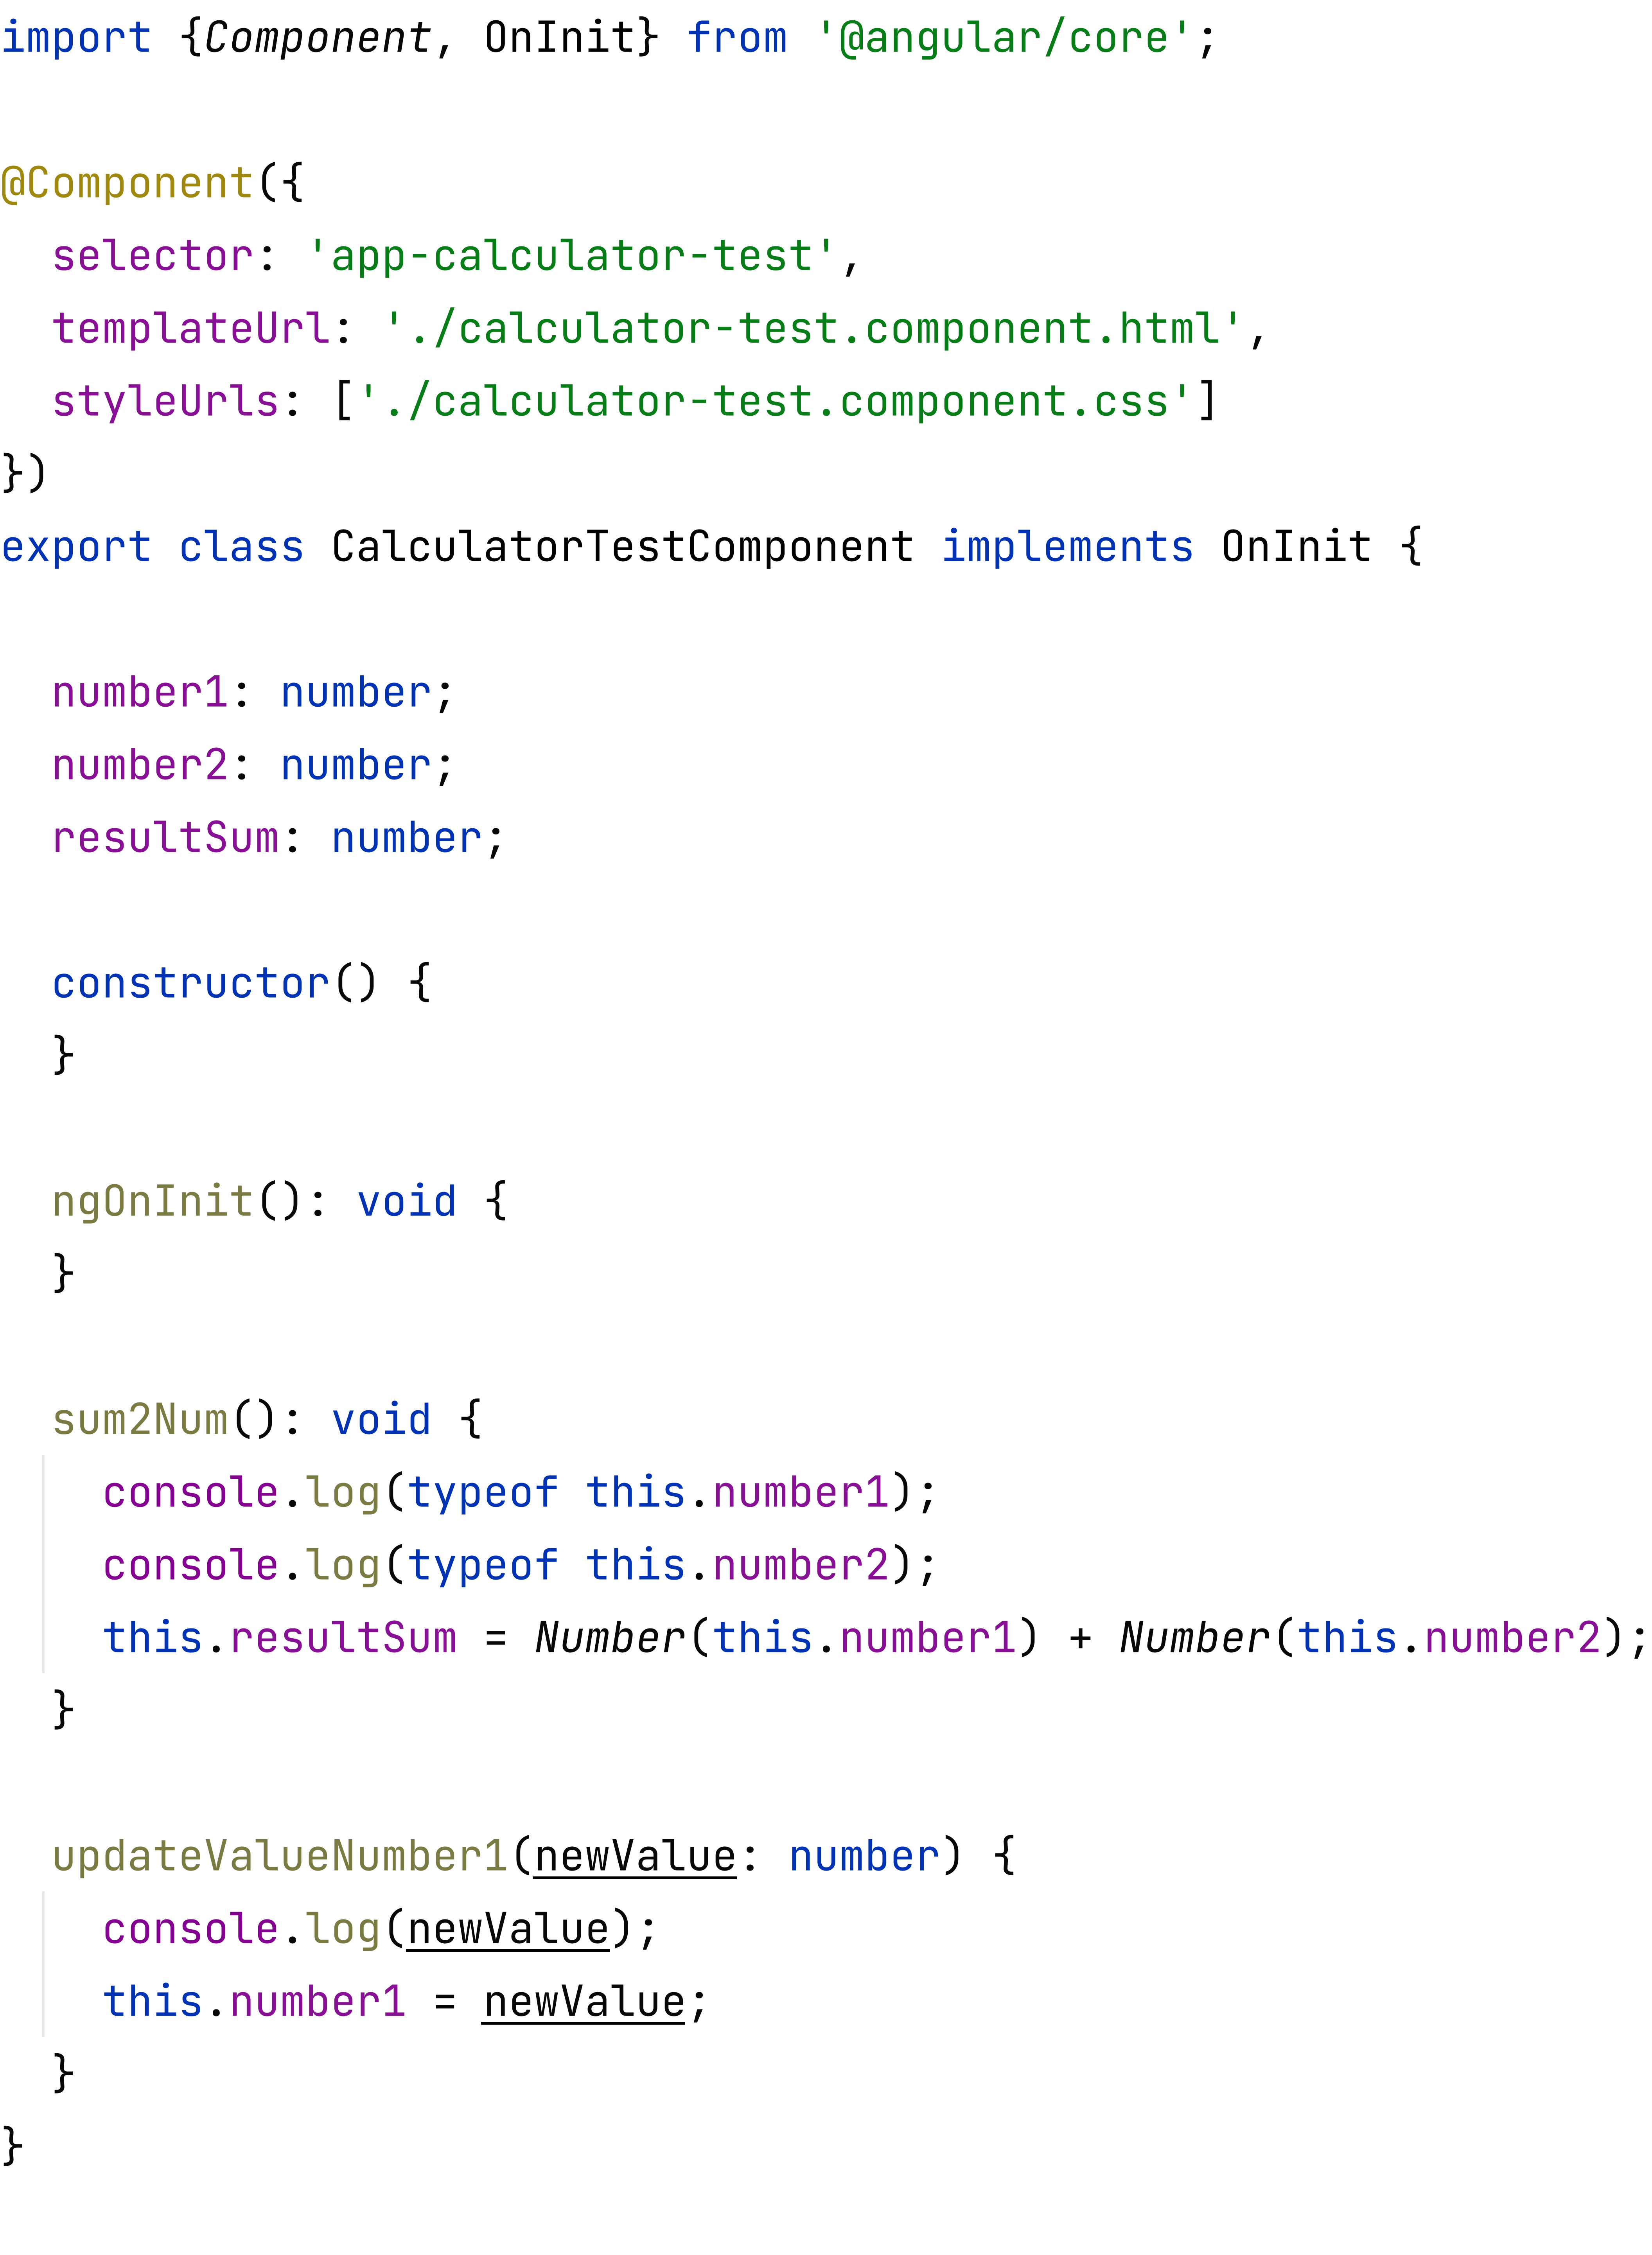 import {Component, OnInit} from '@angular/core';

@Component({
  selector: 'app-calculator-test',
  templateUrl: './calculator-test.component.html',
  styleUrls: ['./calculator-test.component.css']
})
export class CalculatorTestComponent implements OnInit {

  number1: number;
  number2: number;
  resultSum: number;

  constructor() {
  }

  ngOnInit(): void {
  }

  sum2Num(): void {
    console.log(typeof this.number1);
    console.log(typeof this.number2);
    this.resultSum = Number(this.number1) + Number(this.number2);
  }

  updateValueNumber1(newValue: number) {
    console.log(newValue);
    this.number1 = newValue;
  }
}